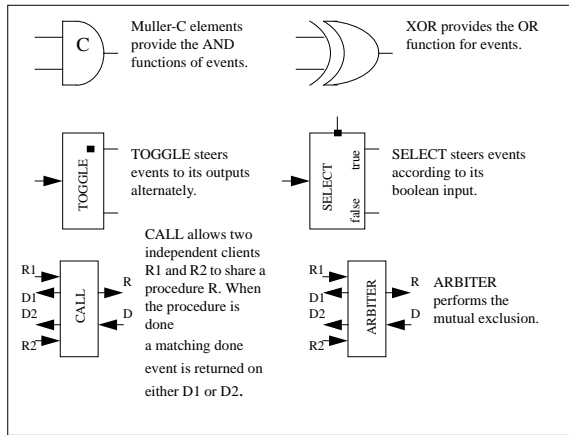 C
Muller-C elements
provide the AND
functions of events.
XOR provides the OR
function for events.
TOGGLE
TOGGLE steers
events to its outputs
alternately.
SELECT
true
false
SELECT steers events
according to its
boolean input.
R1
D1
D2
R2
CALL
R
D
CALL allows two
independent clients
R1 and R2 to share a
procedure R. When
the procedure is
done
a matching done
event is returned on
either D1 or D2.
R1
D1
D2
R2
ARBITER
R
D
ARBITER
performs the
mutual exclusion.